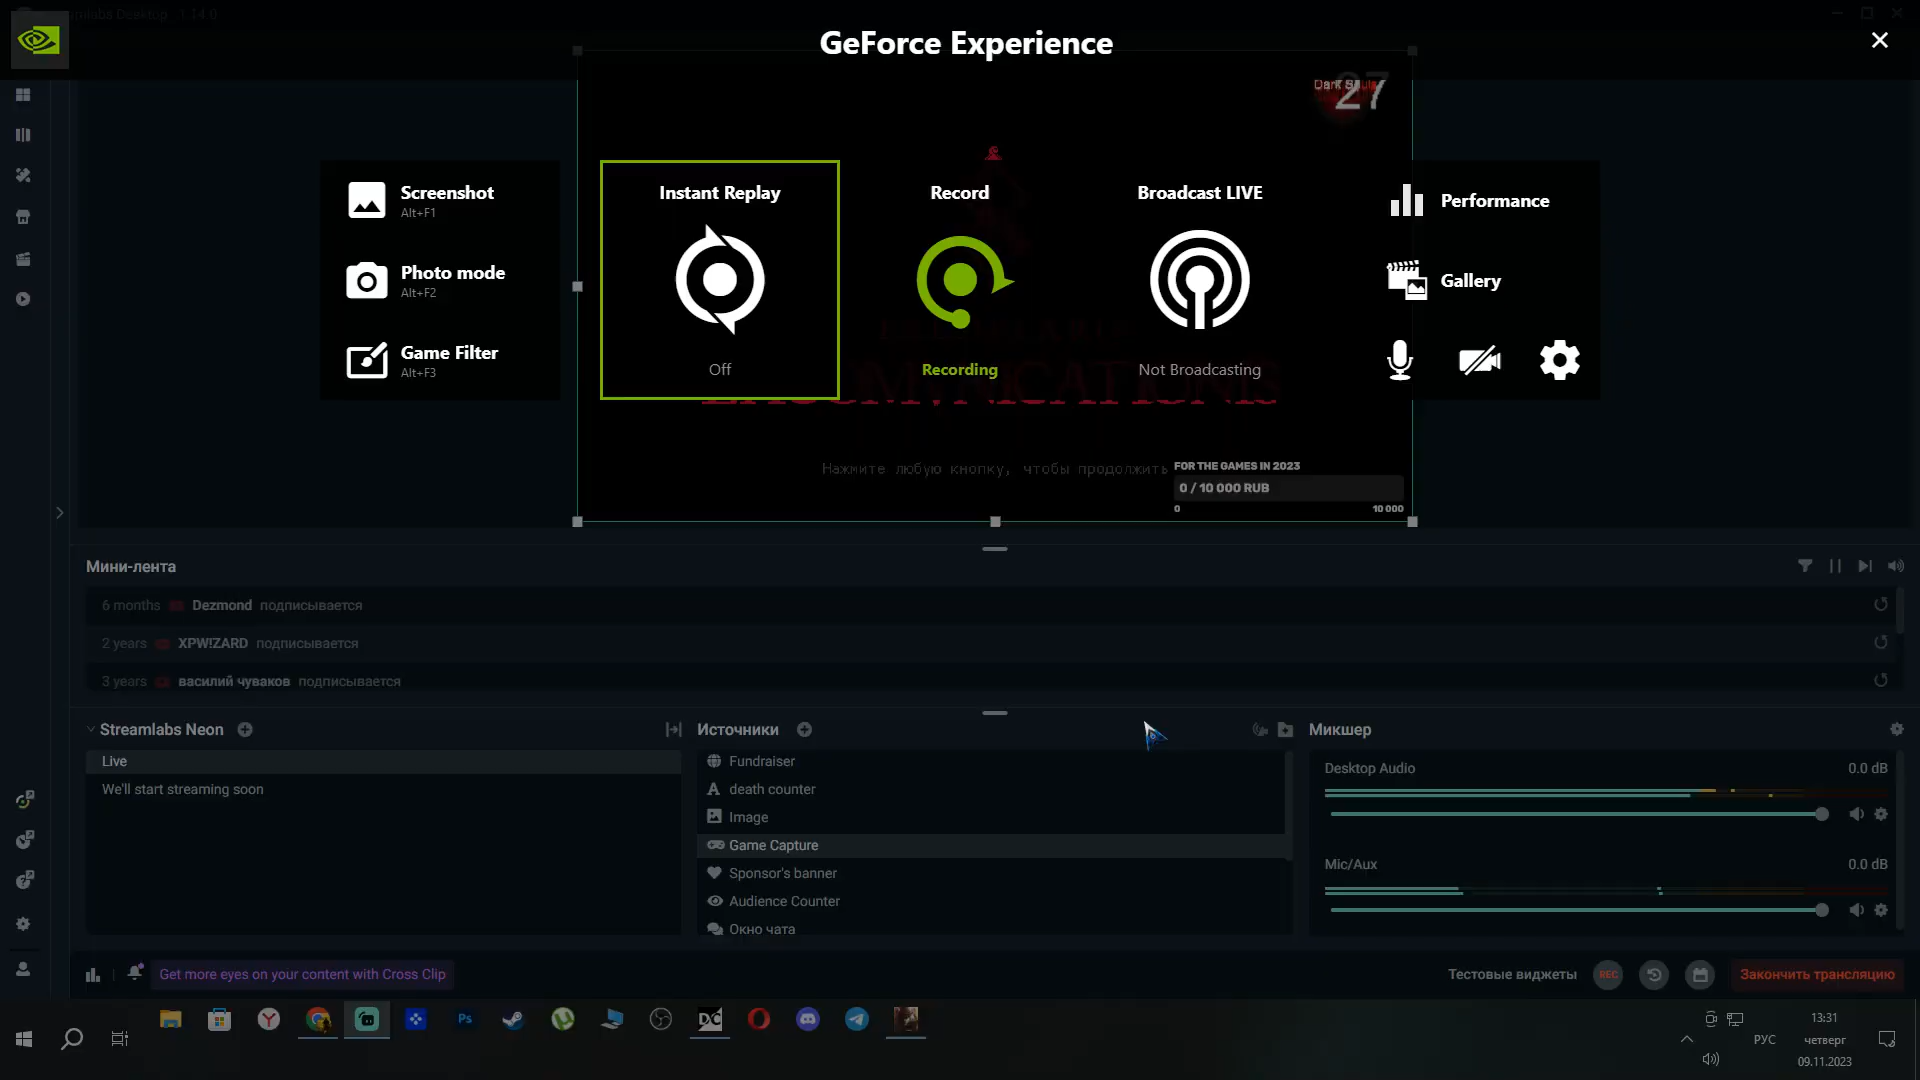 GeForce Experience
27
Screenshot
Alt+F1
Photo mode
Alt+F2
Game Filter
Alt+F3
Instant Replay
Off
Record
Recording
Broadcast LIVE
Not Broadcasting
Performance
Gallery
Нажмите любую кнопку, чтобы продолжить
FOR THE GAMES IN 2023
0 / 10 000 RUB
0
10 000
Мини-лента
6 months Dezmond подписывается
2 years XPW!ZARD подписывается
3 years василий чуваков подписывается
Streamlabs Neon
Live
We'll start streaming soon
Источники
Fundraiser
death counter
Image
Game Capture
Sponsor's banner
Audience Counter
Окно чата
Микшер
Desktop Audio
0.0 dB
Mic/Aux
0.0 dB
Get more eyes on your content with Cross Clip
Тестовые виджеты
REC
Закончить трансляцию
Ps
DC
РУС
13:31
четверг
09.11.2023